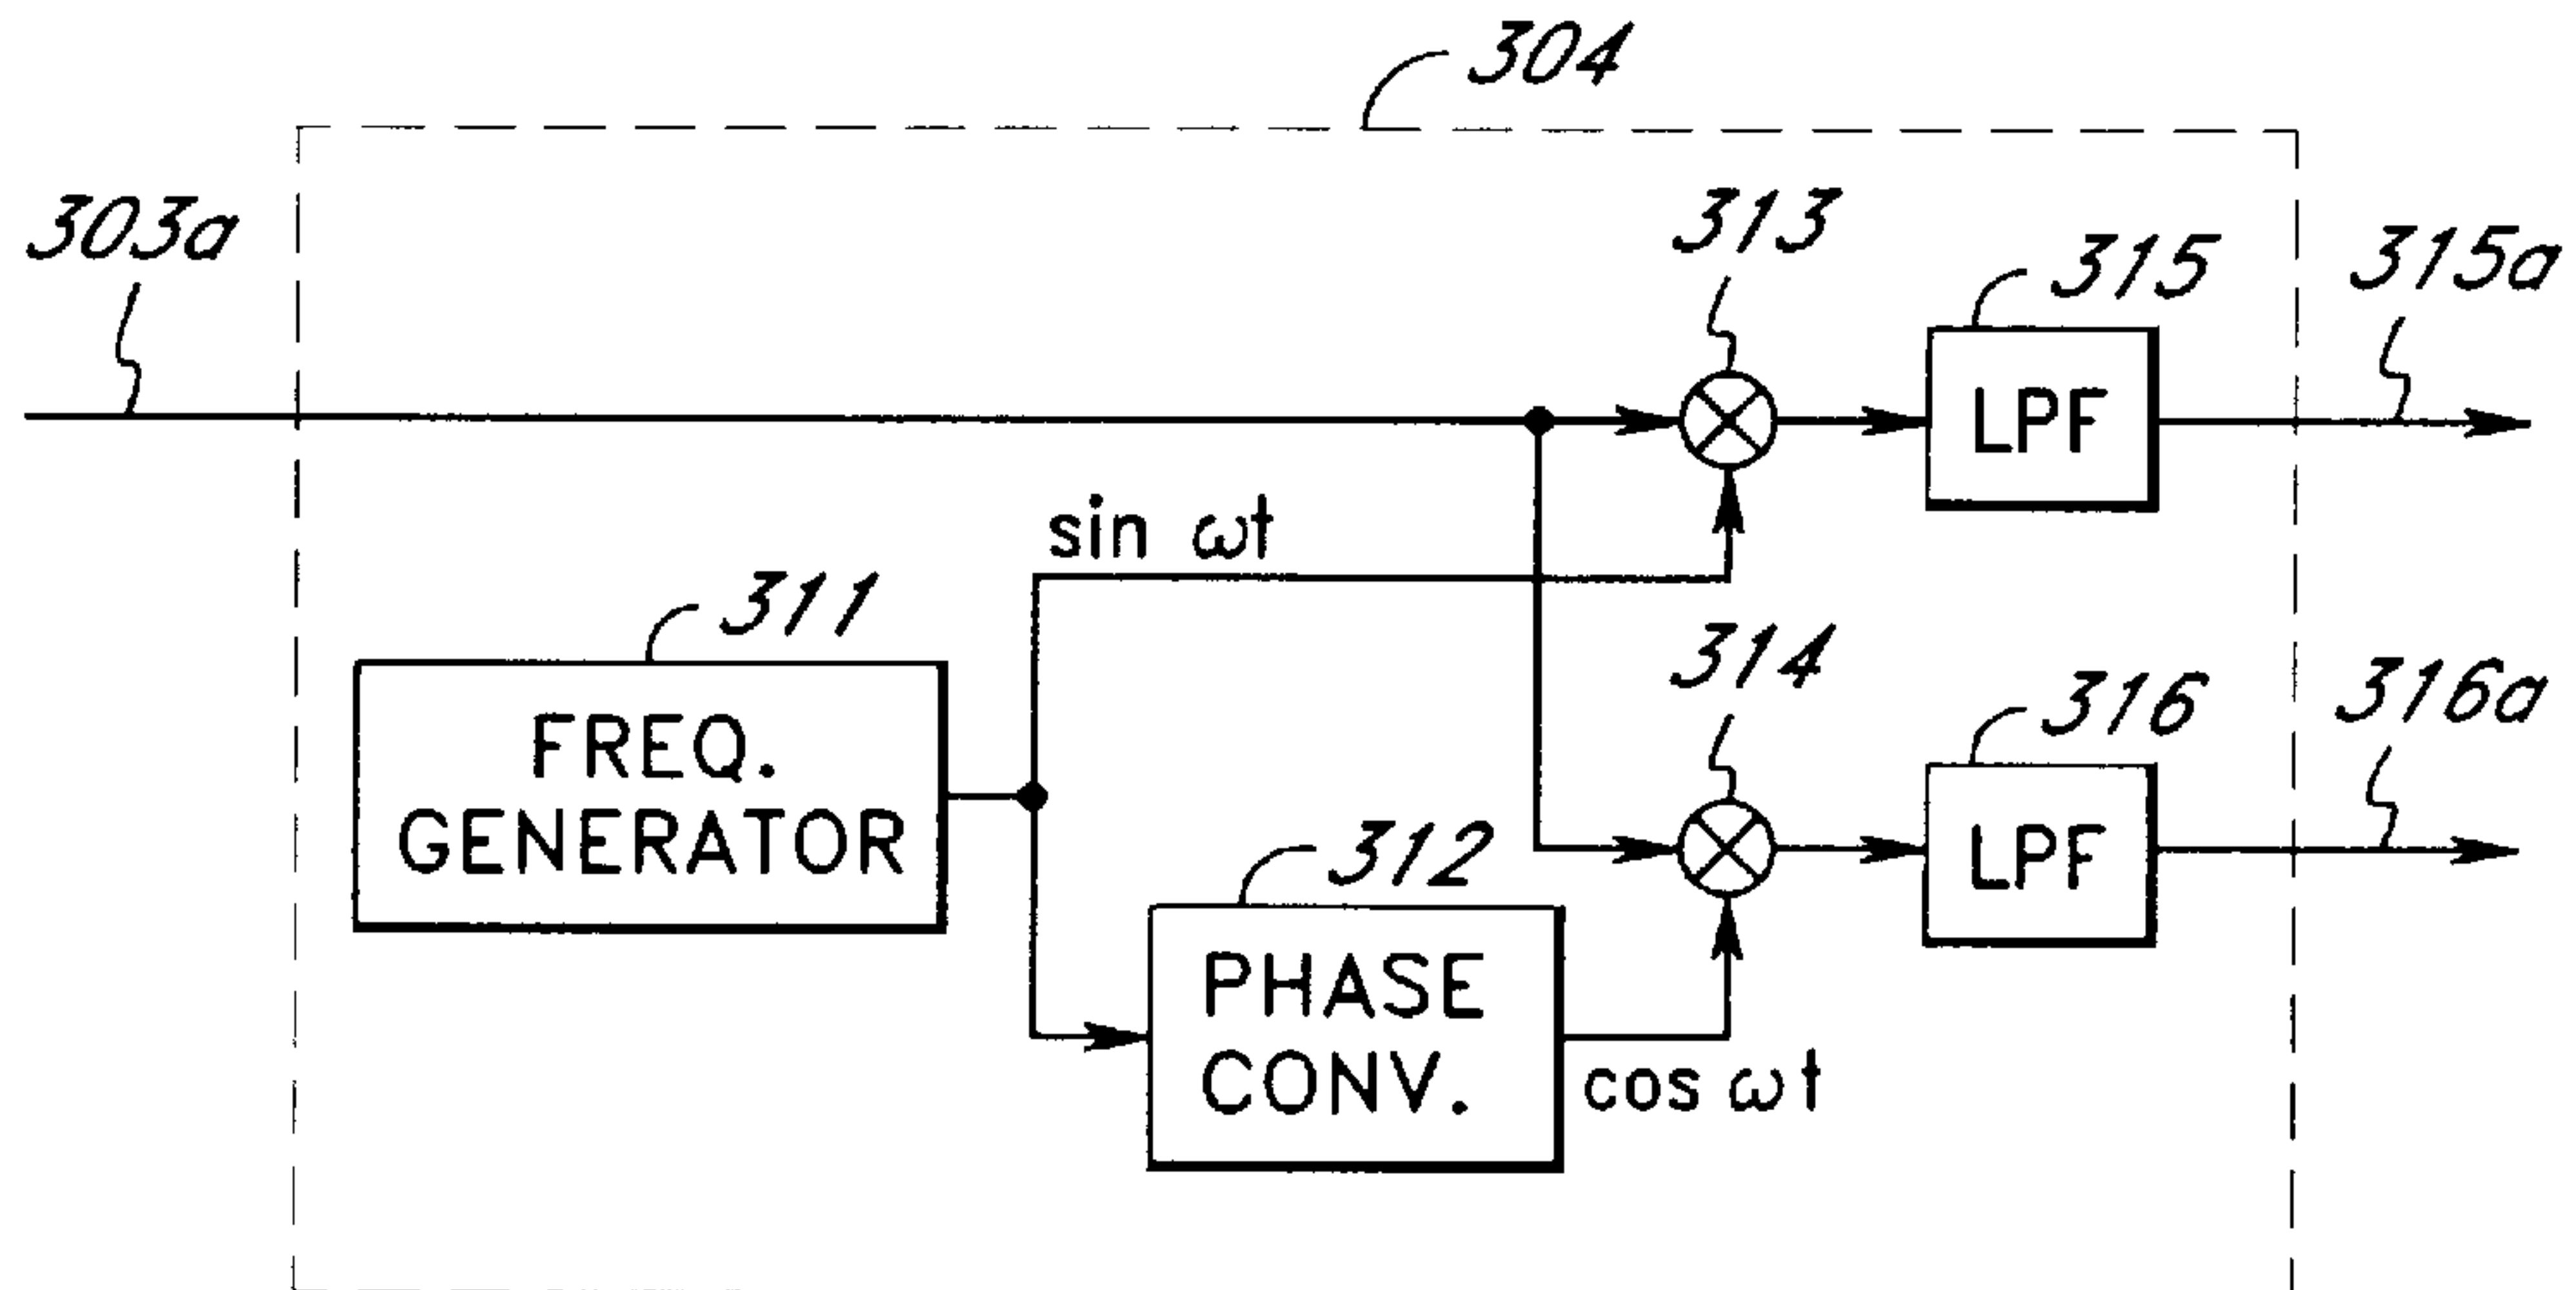 304
303a
313
315
315a
LPF
sin ωt
311
FREQ.
GENERATOR
314
316
316a
LPF
312
PHASE
CONV.
cos ωt